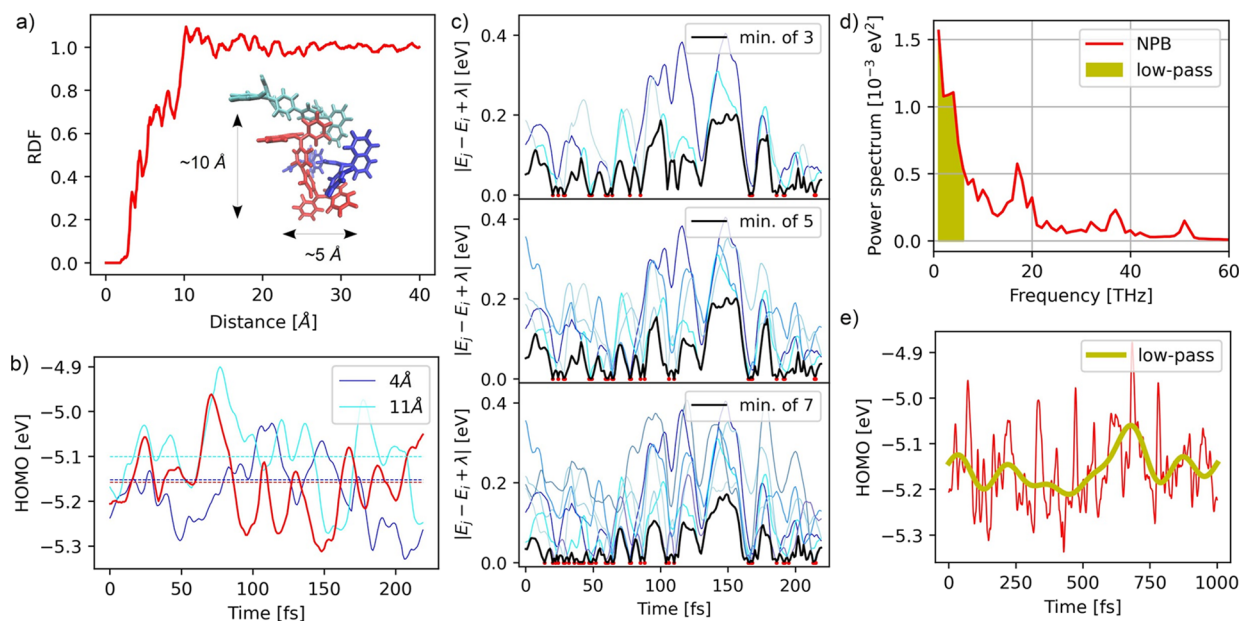 a)
RDF
1.0
0.8
0.6
0.4
0.2
0.0
~10 Å
~5 Å
0 10 20 30 40
Distance [Å]
b)
HOMO [eV]
−4.9
−5.0
−5.1
−5.2
−5.3
4Å
11Å
0 50 100 150 200
Time [fs]
c)
|Ej − Ei + λ| [eV]
0.4
0.2
0.0
min. of 3
|Ej − Ei + λ| [eV]
0.4
0.2
0.0
min. of 5
|Ej − Ei + λ| [eV]
0.4
0.2
0.0
min. of 7
0 50 100 150 200
Time [fs]
d)
Power spectrum [10⁻³ eV2]
1.5
1.0
0.5
0.0
NPB
low-pass
0 20 40 60
Frequency [THz]
e)
HOMO [eV]
−4.9
−5.0
−5.1
−5.2
−5.3
low-pass
0 250 500 750 1000
Time [fs]